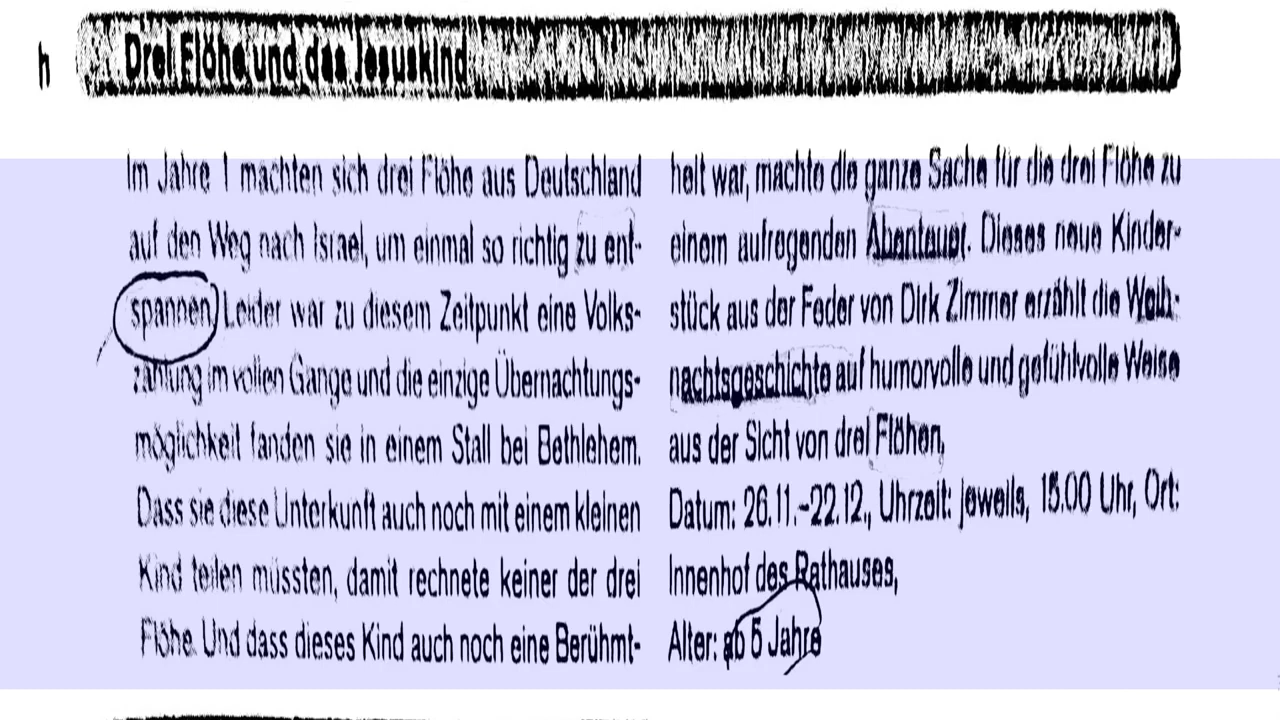 h
Drei Flöhe und das Jesuskind
Im Jahre 1 machten sich drei Flöhe aus Deutschland
auf den Weg nach Israel, um einmal so richtig zu ent-
spannen. Leider war zu diesem Zeitpunkt eine Volks-
zählung im vollen Gange und die einzige Übernachtungs-
möglichkeit fanden sie in einem Stall bei Bethlehem.
Dass sie diese Unterkunft auch noch mit einem kleinen
Kind teilen müssten, damit rechnete keiner der drei
Flöhe. Und dass dieses Kind auch noch eine Berühmt-
heit war, machte die ganze Sache für die drei Flöhe zu
einem aufregenden Abenteuer. Dieses neue Kinder-
stück aus der Feder von Dirk Zimmer erzählt die Weih-
nachtsgeschichte auf humorvolle und gefühlvolle Weise
aus der Sicht von drei Flöhen,
Datum: 26.11.-22.12., Uhrzeit: jeweils, 15.00 Uhr, Ort:
Innenhof des Rathauses,
Alter: ab 5 Jahre